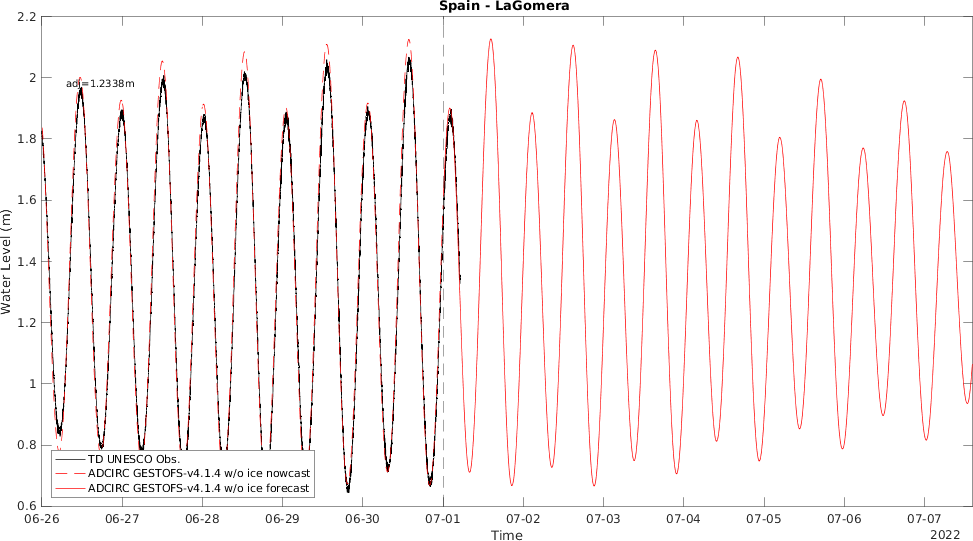 Spain - LaGomera
2.2
2
1.8
1.6
1.4
1.2
1
0.8
0.6
Water Level (m)
adj=1.2338m
TD UNESCO Obs.
ADCIRC GESTOFS-v4.1.4 w/o ice nowcast
ADCIRC GESTOFS-v4.1.4 w/o ice forecast
06-26 06-27 06-28 06-29 06-30 07-01 07-02 07-03 07-04 07-05 07-06 07-07
Time
2022